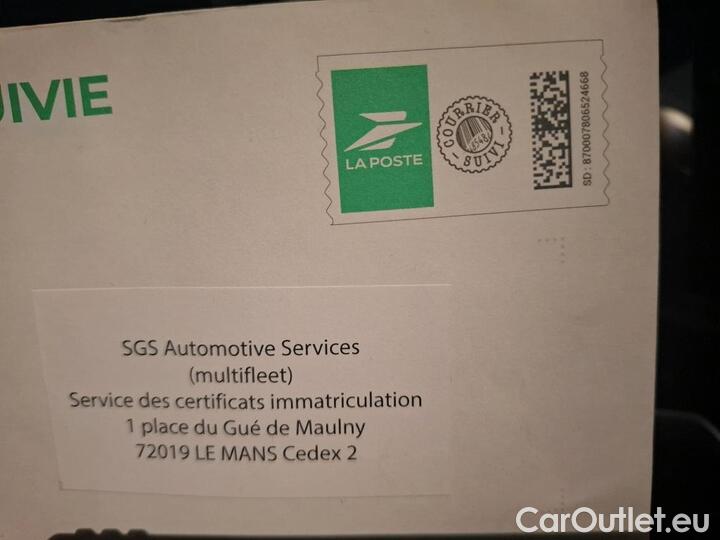 UIVIE
LA POSTE
COURRIER
SUIVI
SD : 870007806524668
SGS Automotive Services
(multifleet)
Service des certificats immatriculation
1 place du Gué de Maulny
72019 LE MANS Cedex 2
CarOutlet.eu